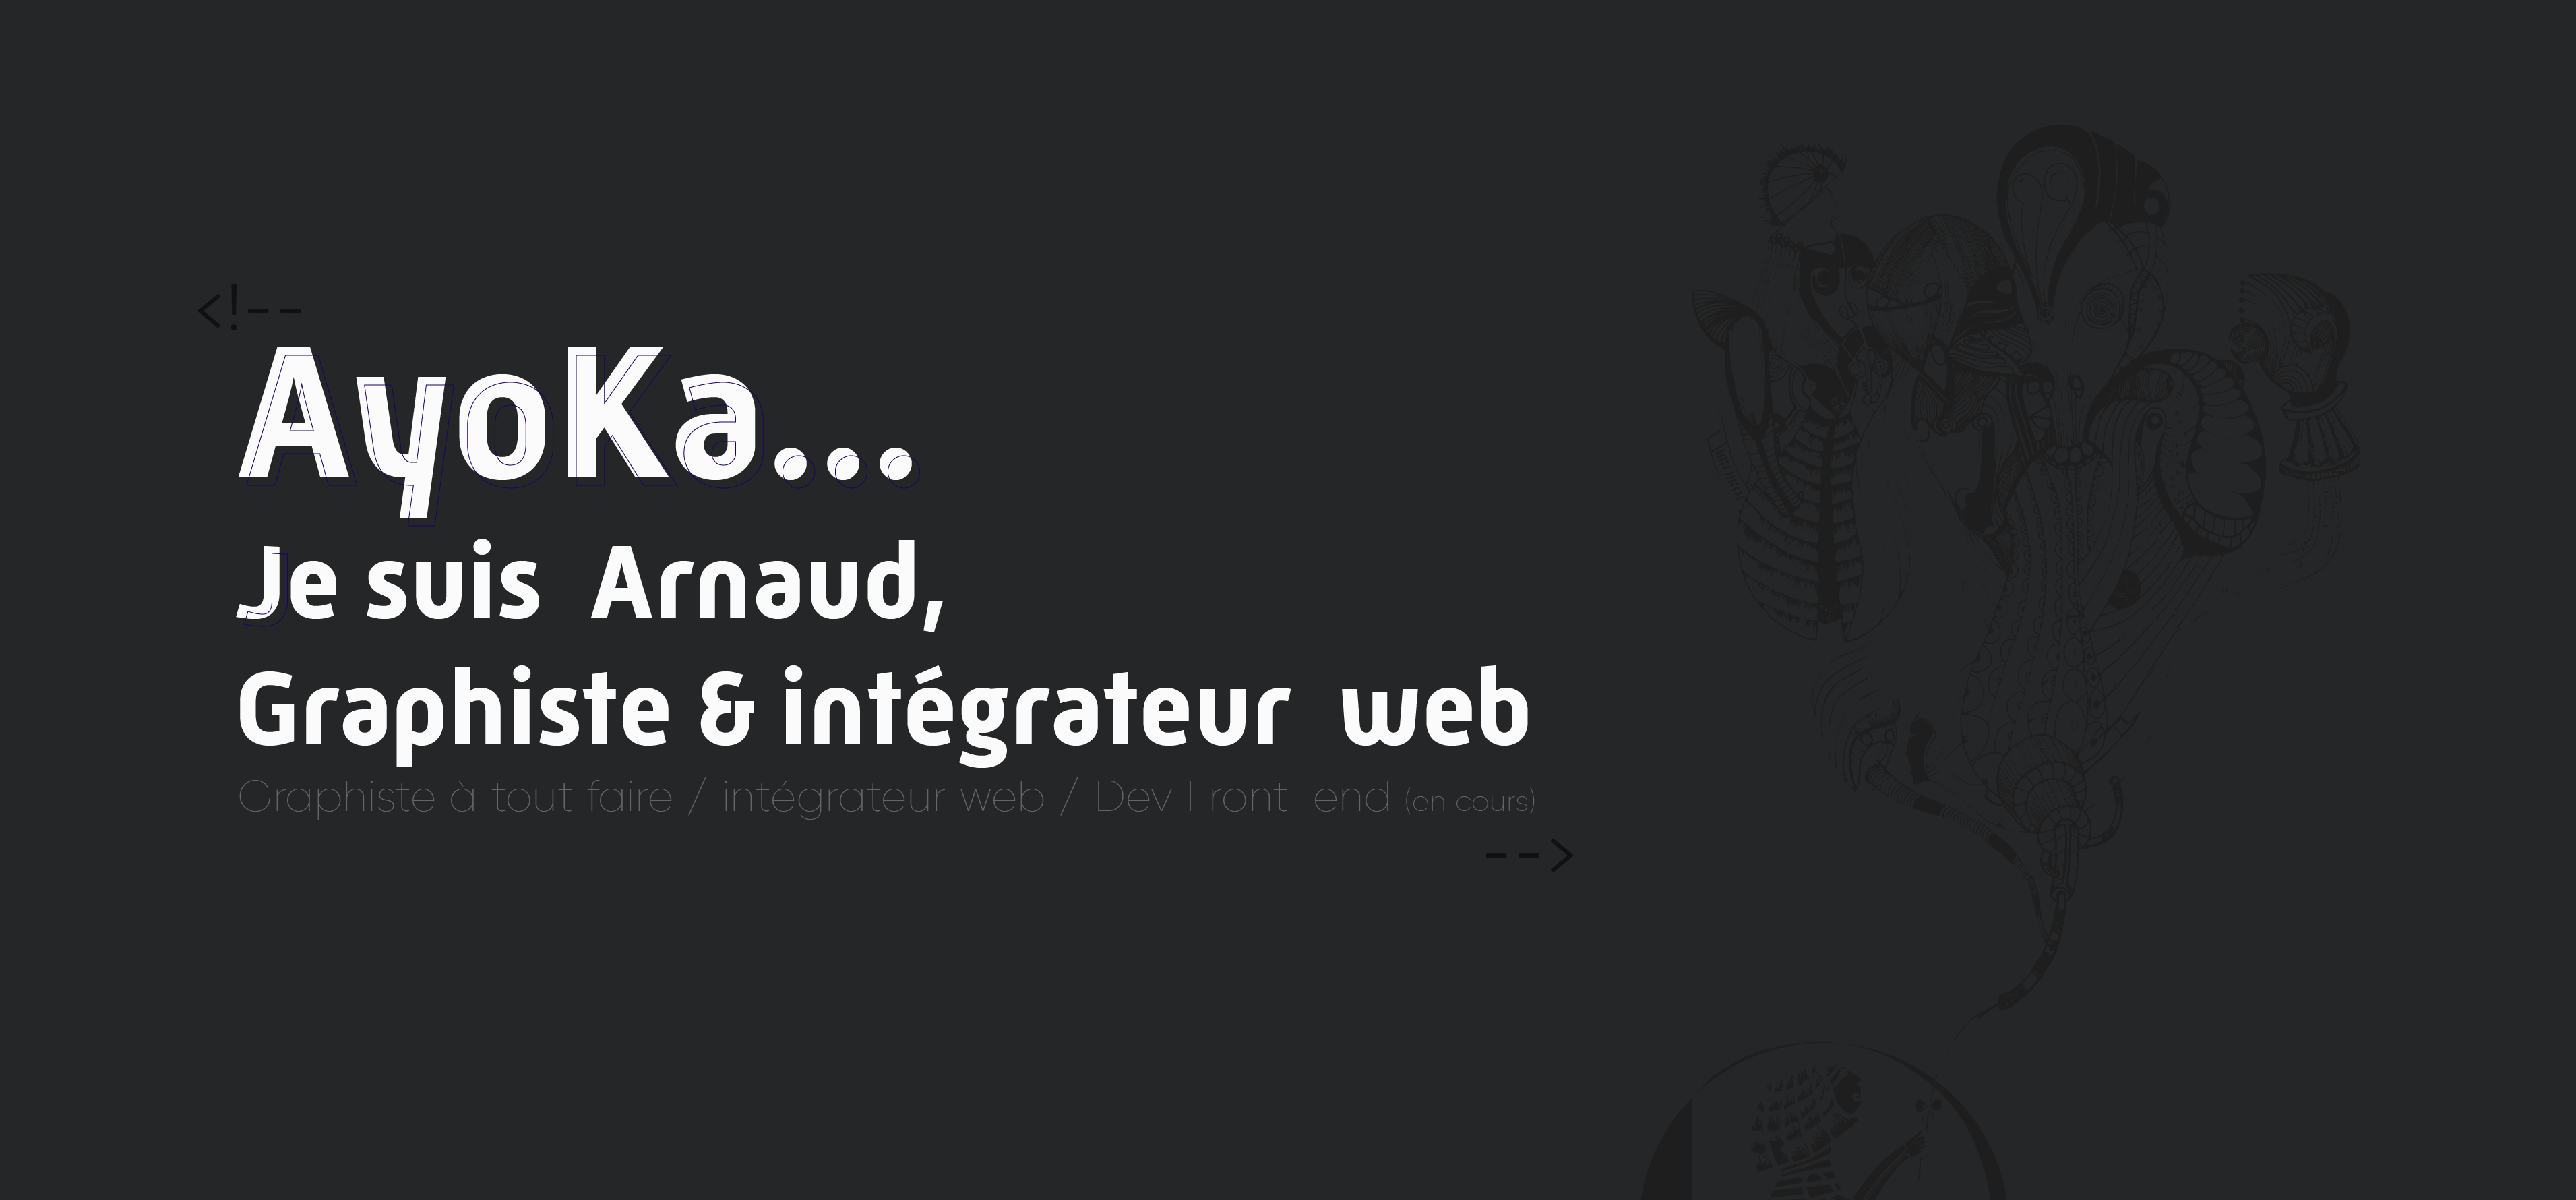 <!--
AyoKa...
Je suis Arnaud,
Graphiste & intégrateur web
Graphiste à tout faire / intégrateur web / Dev Front-end (en cours)
-->